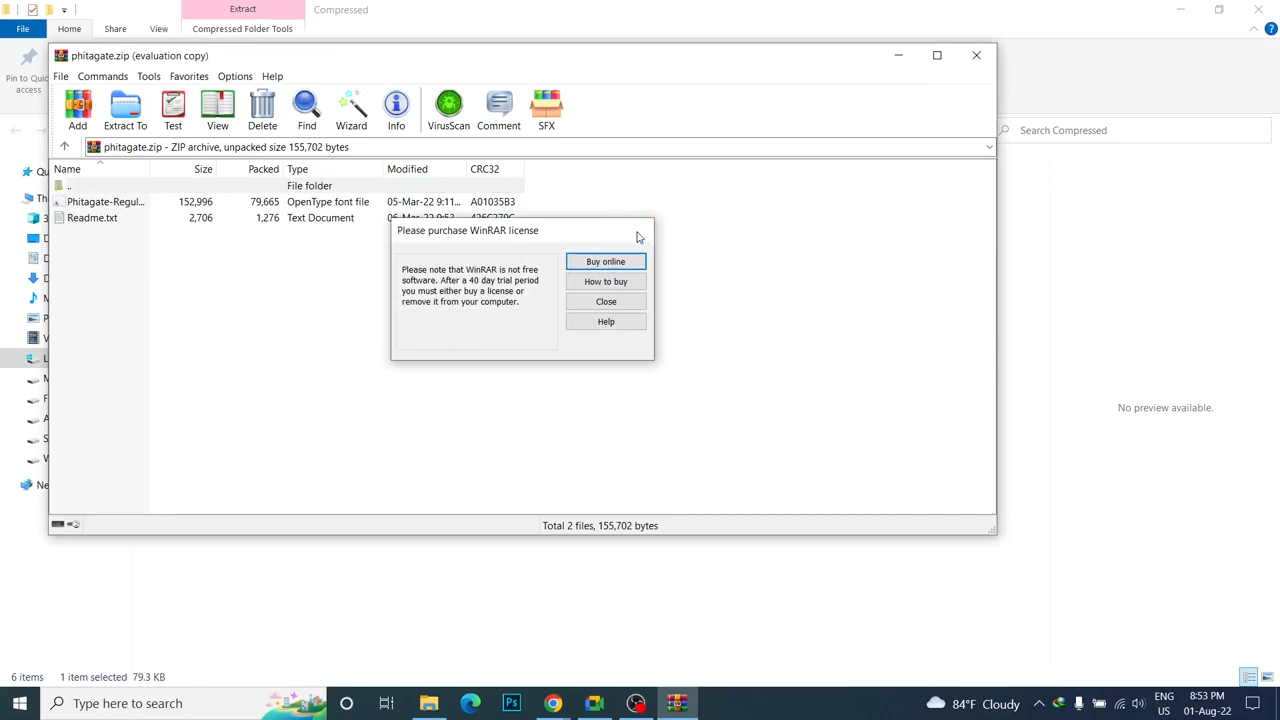 Extract
Compressed
File
Home
Share
View
Compressed Folder Tools
Pin to Quic
access
phitagate.zip (evaluation copy)
File
Commands
Tools
Favorites
Options
Help
Add
Extract To
Test
View
Delete
Find
Wizard
Info
VirusScan
Comment
SFX
phitagate.zip - ZIP archive, unpacked size 155,702 bytes
Search Compressed
Name
Size
Packed
Type
Modified
CRC32
..
File folder
Phitagate-Regul...
152,996
79,665
OpenType font file
05-Mar-22 9:11...
A01035B3
Readme.txt
2,706
1,276
Text Document
Please purchase WinRAR license
Please note that WinRAR is not free
software. After a 40 day trial period
you must either buy a license or
remove it from your computer.
Buy online
How to buy
Close
Help
No preview available.
Total 2 files, 155,702 bytes
6 items
1 item selected
79.3 KB
Type here to search
Ps
84°F Cloudy
ENG
US
8:53 PM
01-Aug-22